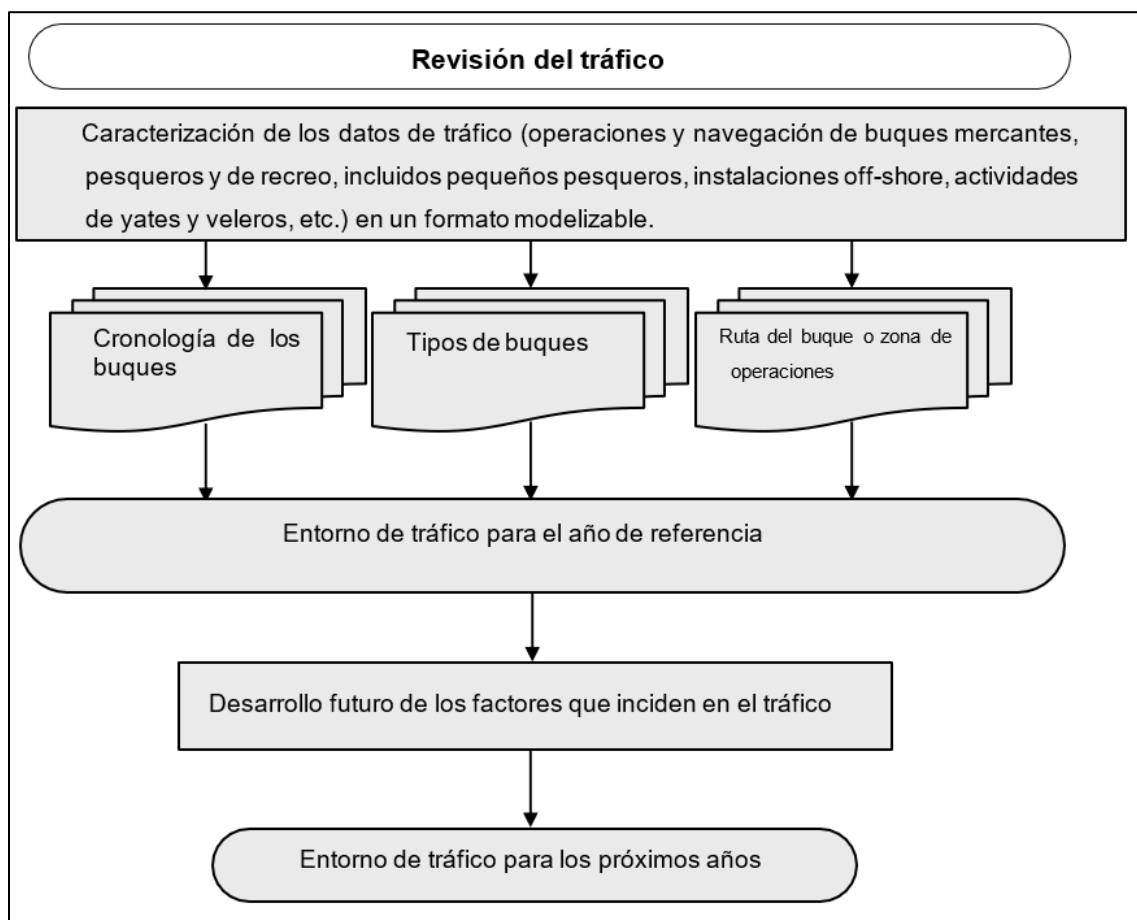 Revisión del tráfico
Caracterización de los datos de tráfico (operaciones y navegación de buques mercantes,
pesqueros y de recreo, incluidos pequeños pesqueros, instalaciones off-shore, actividades
de yates y veleros, etc.) en un formato modelizable.
Cronología de los
buques
Tipos de buques
Ruta del buque o zona de
operaciones
Entorno de tráfico para el año de referencia
Desarrollo futuro de los factores que inciden en el tráfico
Entorno de tráfico para los próximos años